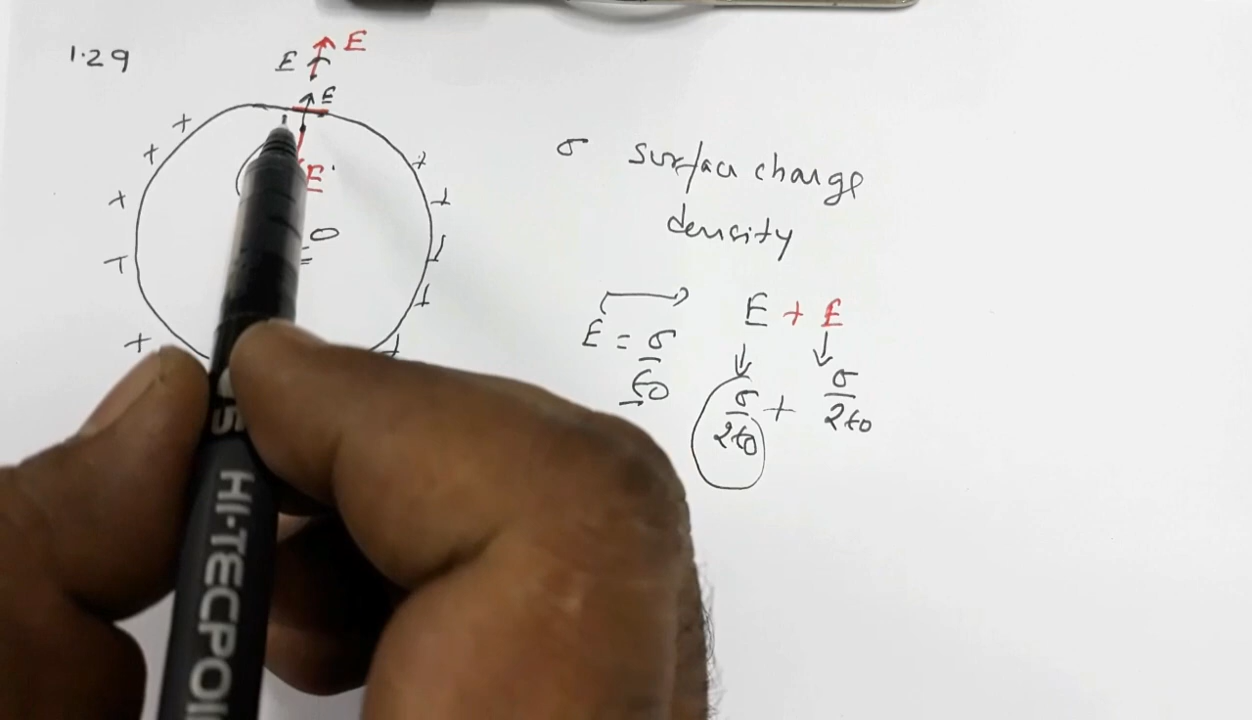 1.29
E E
E
E
O
σ surface charge
density
E = σ/ε0
E + E
σ/2ε0 + σ/2ε0
HI-TECPOI